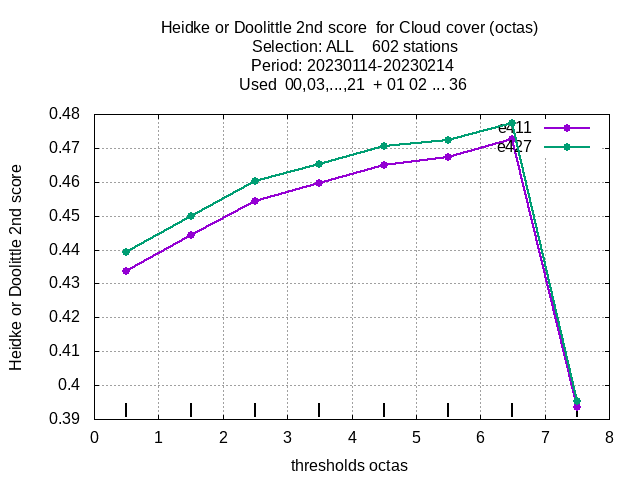 Heidke or Doolittle 2nd score  for Cloud cover (octas)
Selection: ALL    602 stations
Period: 20230114-20230214
Used  00,03,...,21  + 01 02 ... 36
e411
e427
Heidke or Doolittle 2nd score
0.48
0.47
0.46
0.45
0.44
0.43
0.42
0.41
0.4
0.39
0 1 2 3 4 5 6 7 8
thresholds octas